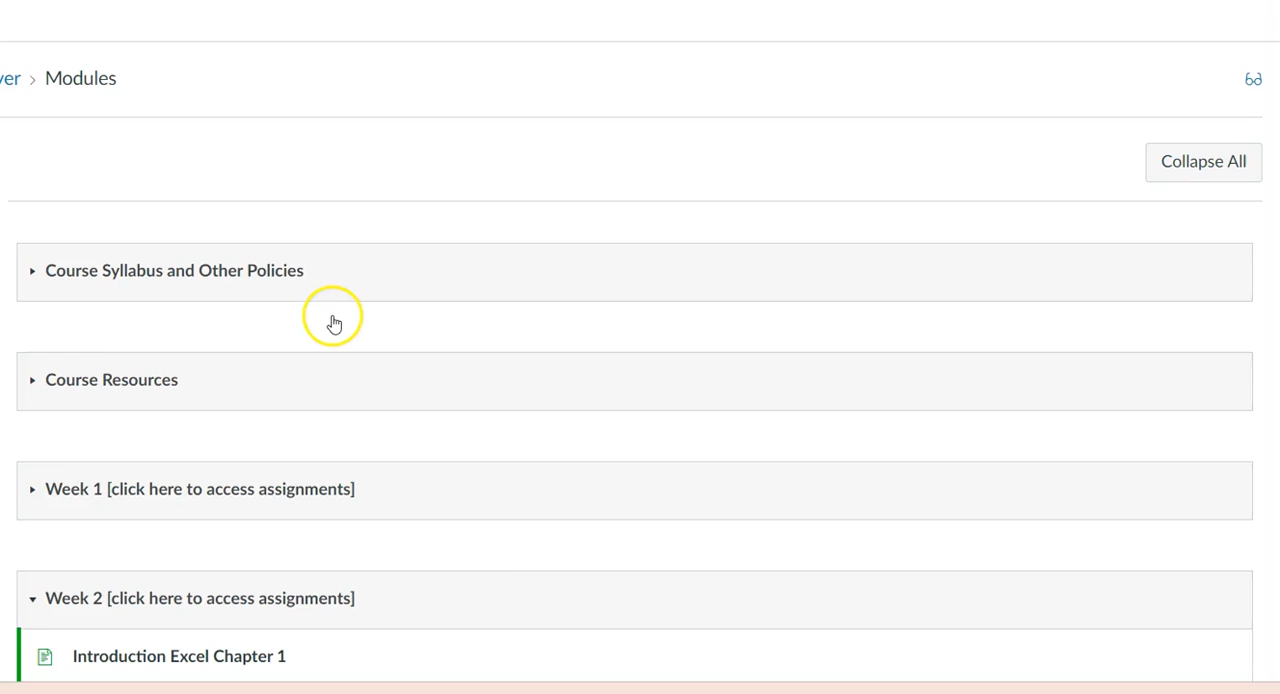 ver > Modules
Collapse All
Course Syllabus and Other Policies
Course Resources
Week 1 [click here to access assignments]
Week 2 [click here to access assignments]
Introduction Excel Chapter 1